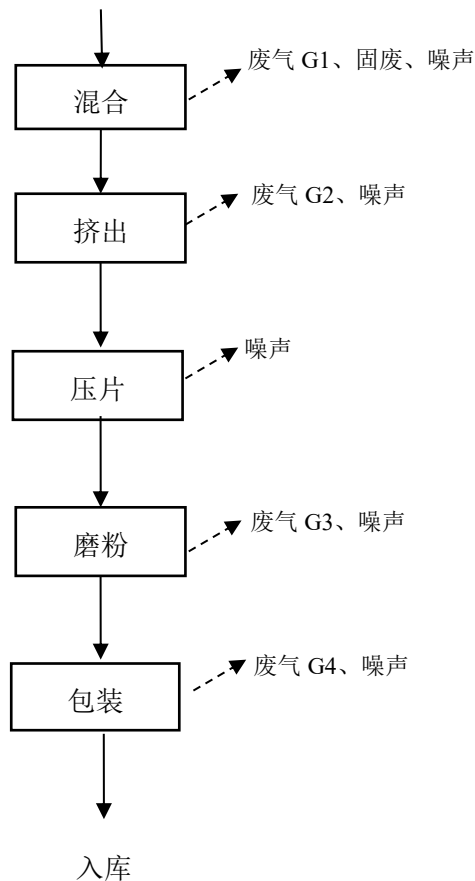 废气 G1、固废、噪声
混合
废气 G2、噪声
挤出
噪声
压片
废气 G3、噪声
磨粉
废气 G4、噪声
包装
入库